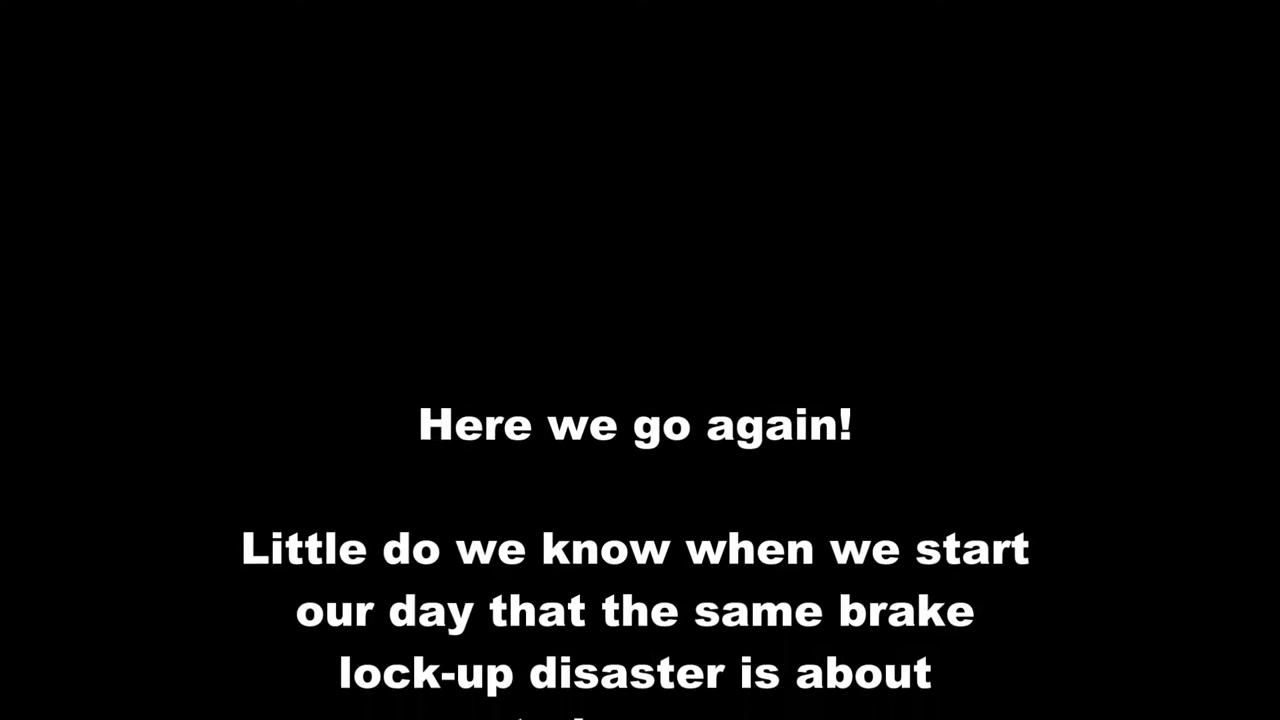 Here we go again!
Little do we know when we start
our day that the same brake
lock-up disaster is about